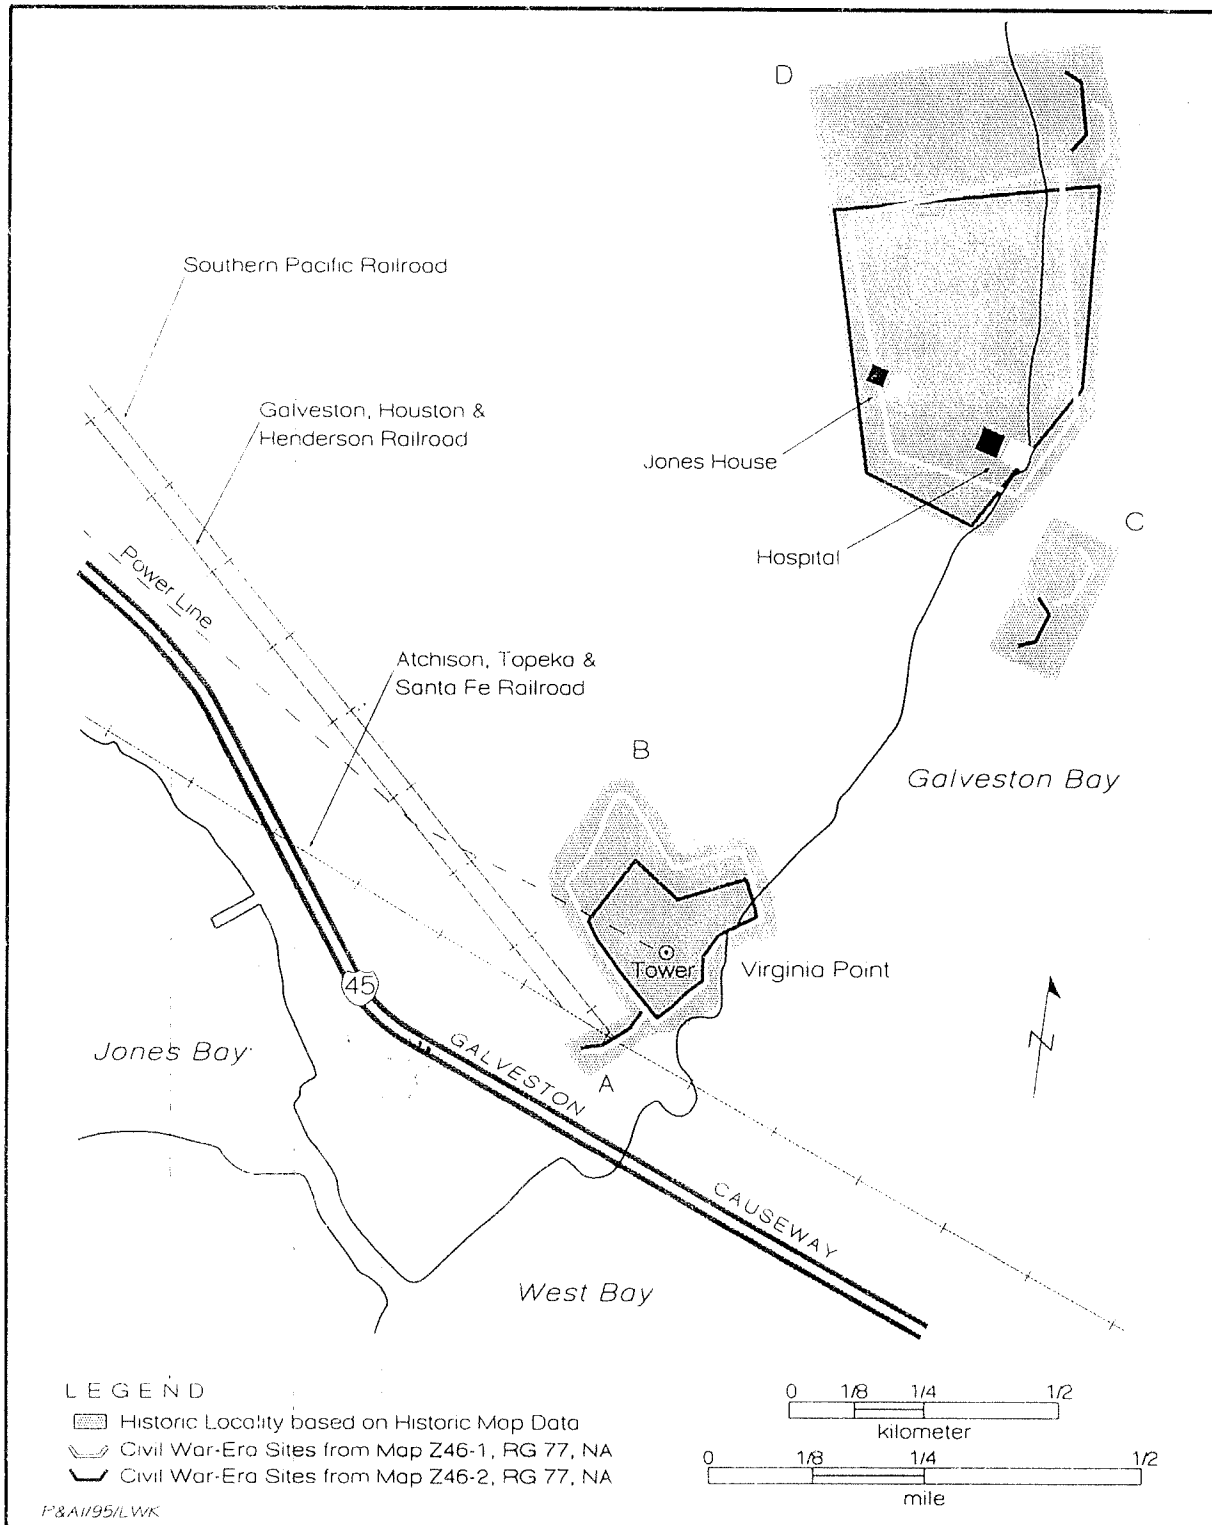 D
Southern Pacific Railroad
Galveston, Houston &
Henderson Railroad
Jones House
C
Hospital
Power Line
Atchison, Topeka &
Santa Fe Railroad
B
Galveston Bay
Tower
Virginia Point
45
N
Jones Bay
GALVESTON
A
CAUSEWAY
West Bay
LEGEND
Historic Locality based on Historic Map Data
Civil War-Era Sites from Map Z46-1, RG 77, NA
Civil War-Era Sites from Map Z46-2, RG 77, NA
0 1/8 1/4 1/2
kilometer
0 1/8 1/4 1/2
mile
P&AI/95/LWK